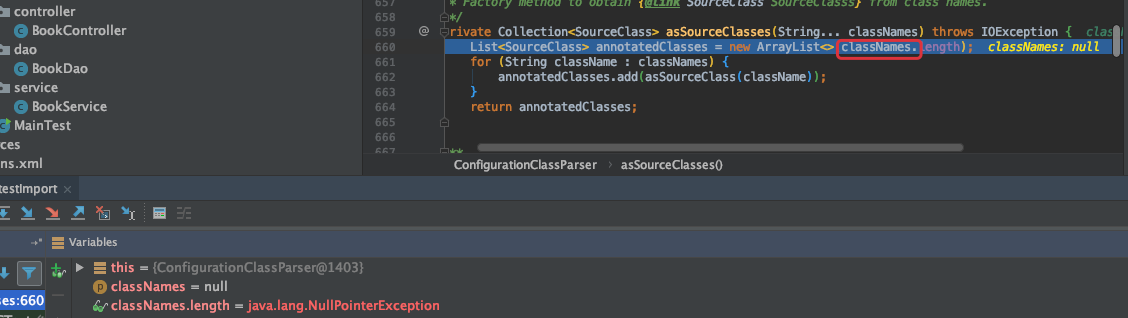 controller
BookController
dao
BookDao
service
BookService
MainTest
ces
ns.xml
657
* Factory method to obtain {@link SourceClass SourceClass} from class names.
658
*/
659
@
rivate Collection<SourceClass> asSourceClasses(String... classNames) throws IOException {
660
List<SourceClass> annotatedClasses = new ArrayList<>(classNames.length); classNames: null
661
for (String className : classNames) {
662
annotatedClasses.add(asSourceClass(className));
663
}
664
return annotatedClasses;
665
666
667
**
ConfigurationClassParser
asSourceClasses()
testImport
Variables
this = {ConfigurationClassParser@1403}
p classNames = null
ses:660
classNames.length = java.lang.NullPointerException